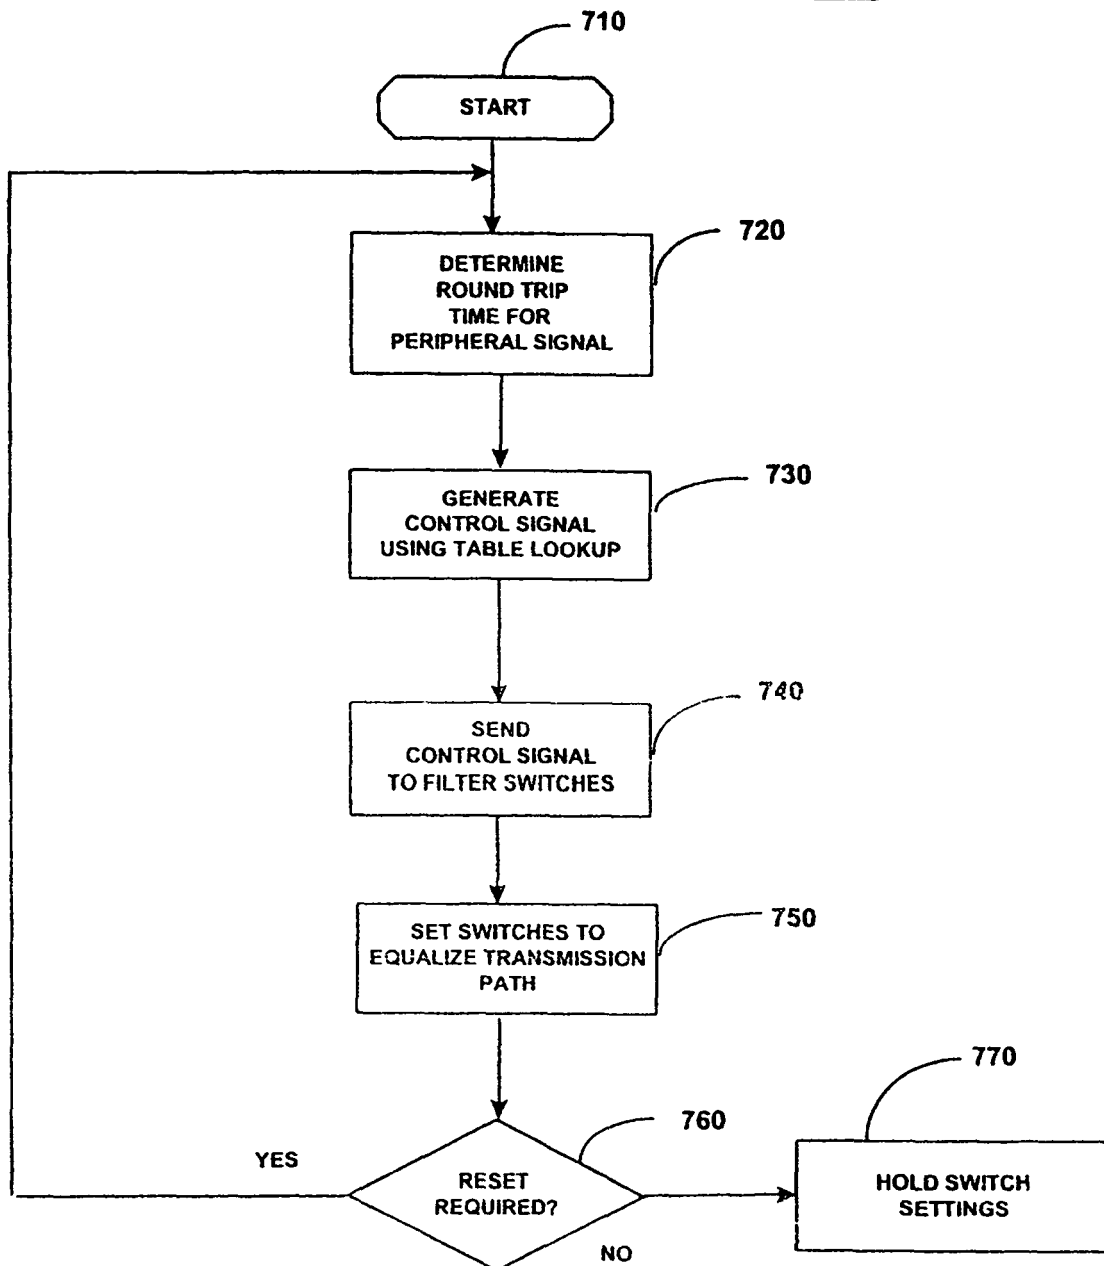 710
START
720
DETERMINE
ROUND TRIP
TIME FOR
PERIPHERAL SIGNAL
730
GENERATE
CONTROL SIGNAL
USING TABLE LOOKUP
740
SEND
CONTROL SIGNAL
TO FILTER SWITCHES
750
SET SWITCHES TO
EQUALIZE TRANSMISSION
PATH
770
760
YES
RESET
REQUIRED?
HOLD SWITCH
SETTINGS
NO